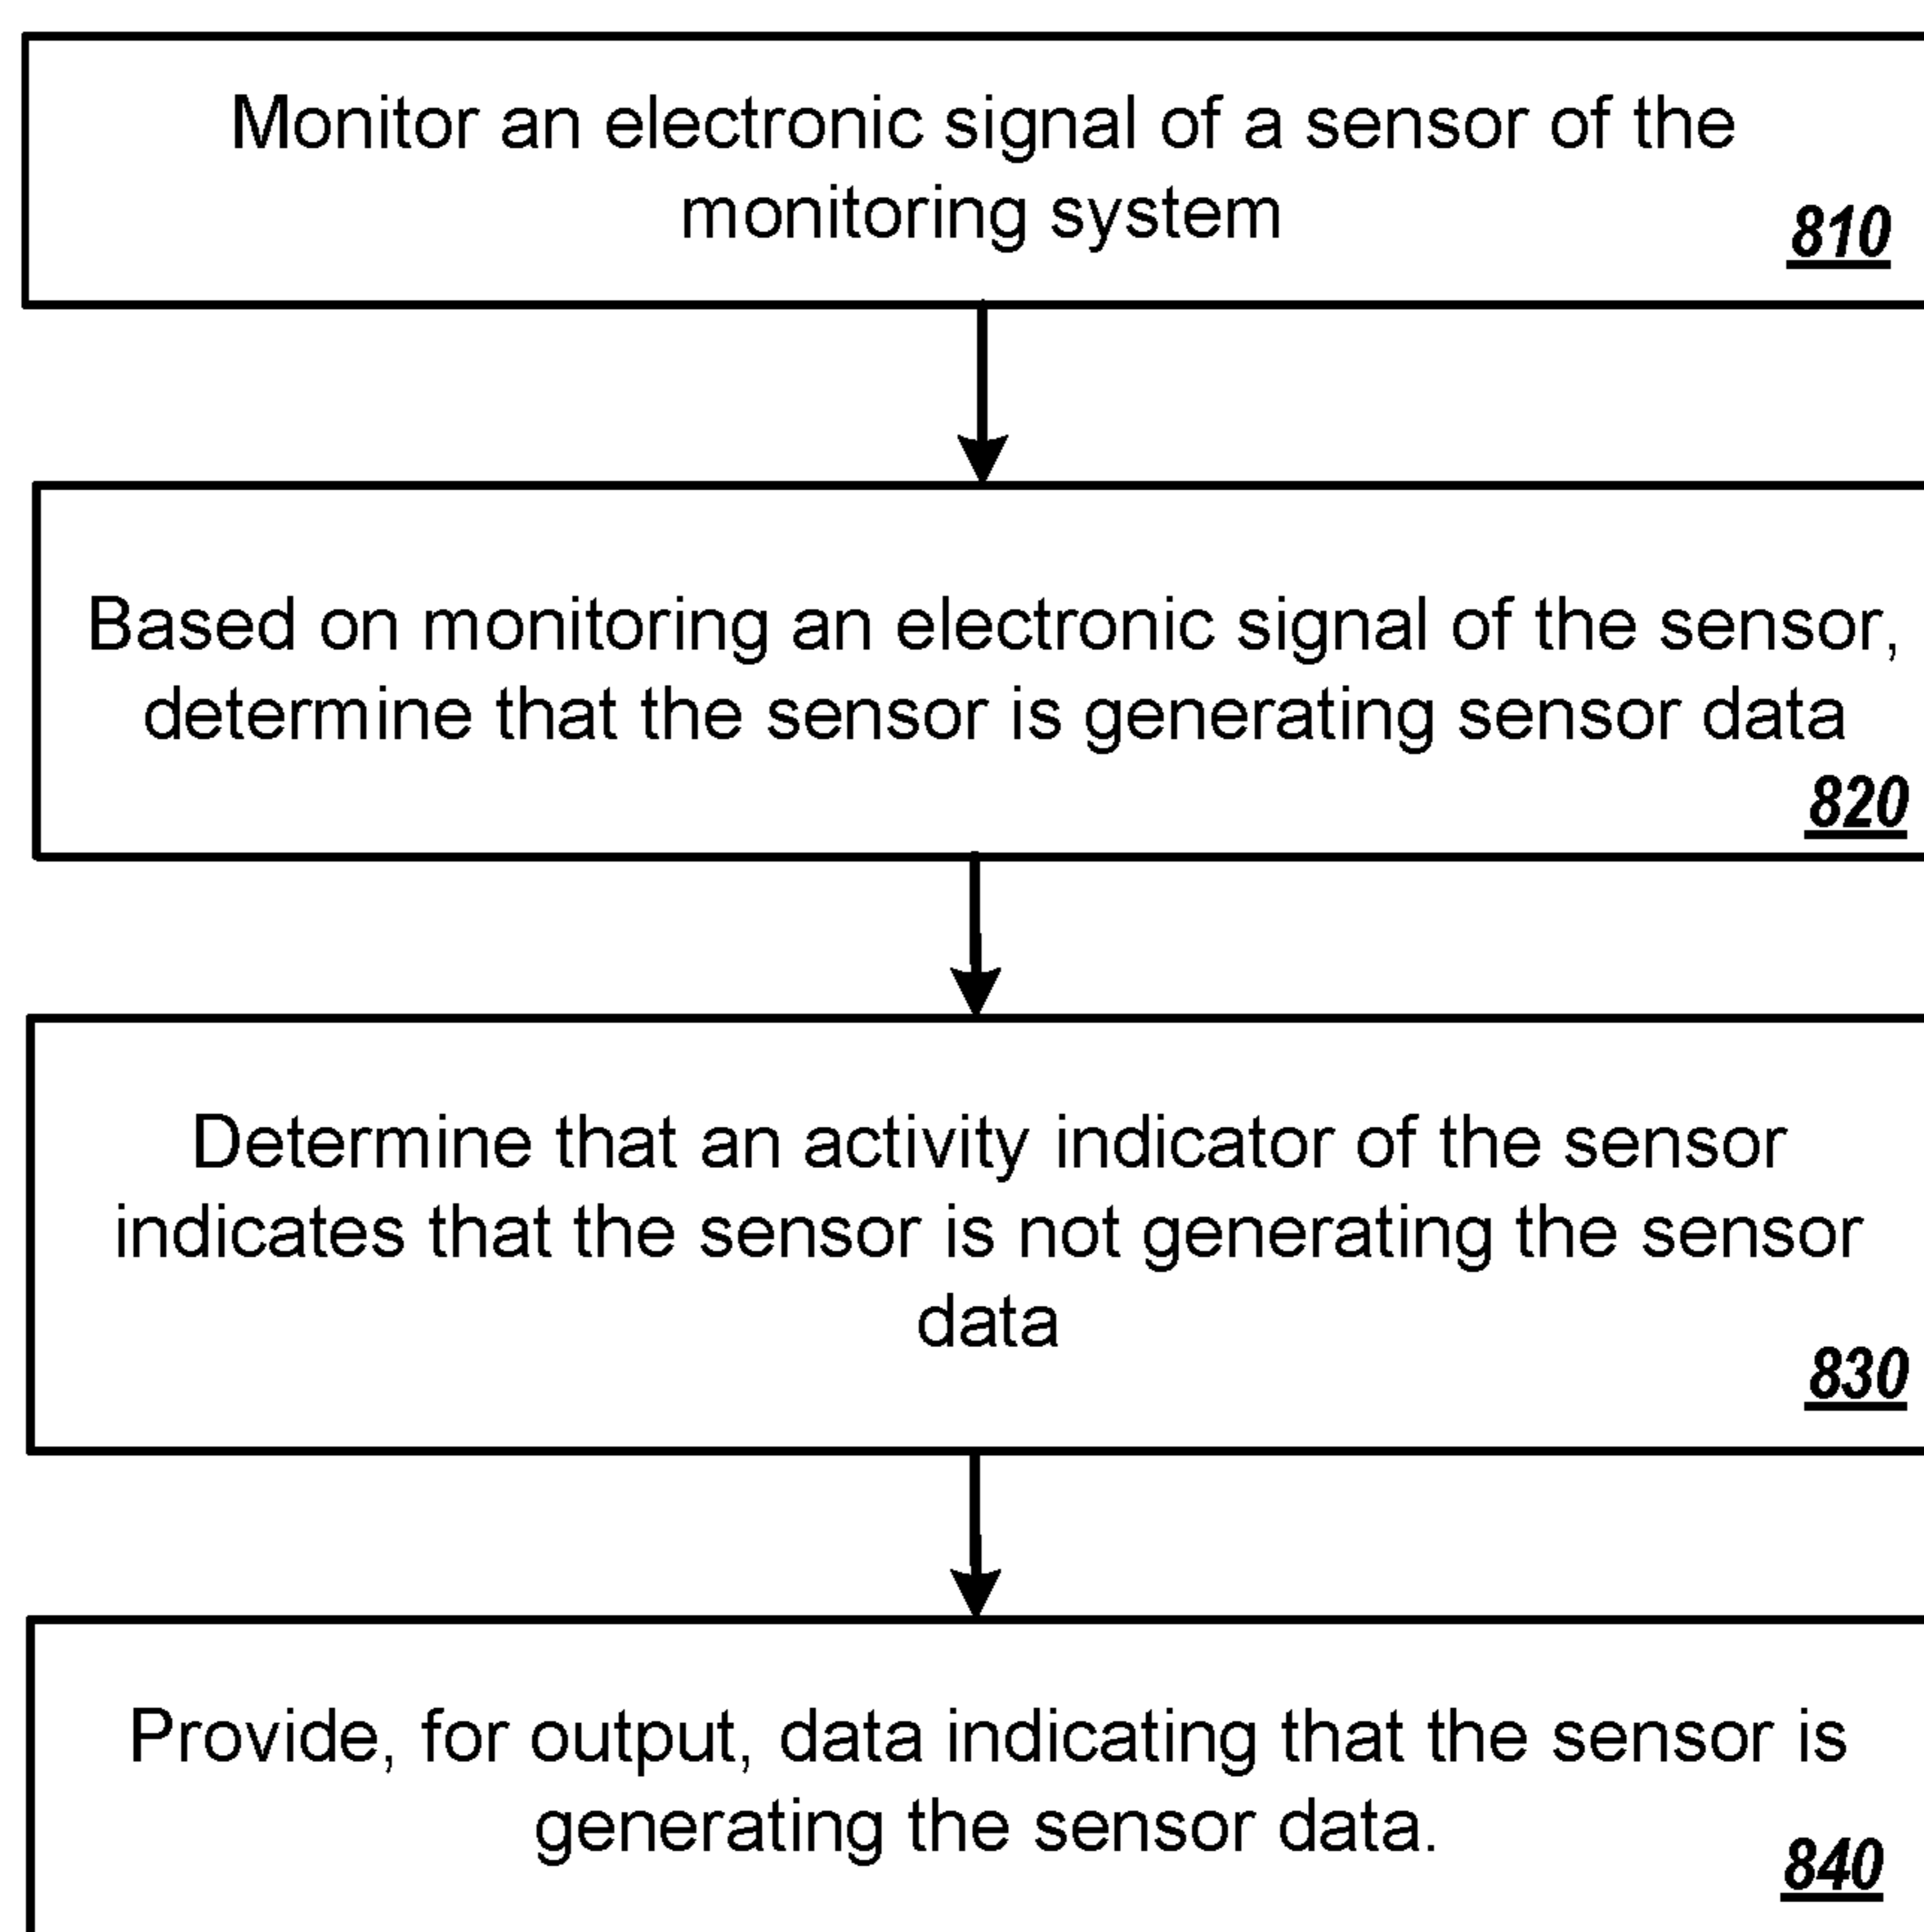 Monitor an electronic signal of a sensor of the
monitoring system
810
Based on monitoring an electronic signal of the sensor,
determine that the sensor is generating sensor data
820
Determine that an activity indicator of the sensor
indicates that the sensor is not generating the sensor
data
830
Provide, for output, data indicating that the sensor is
generating the sensor data.
840